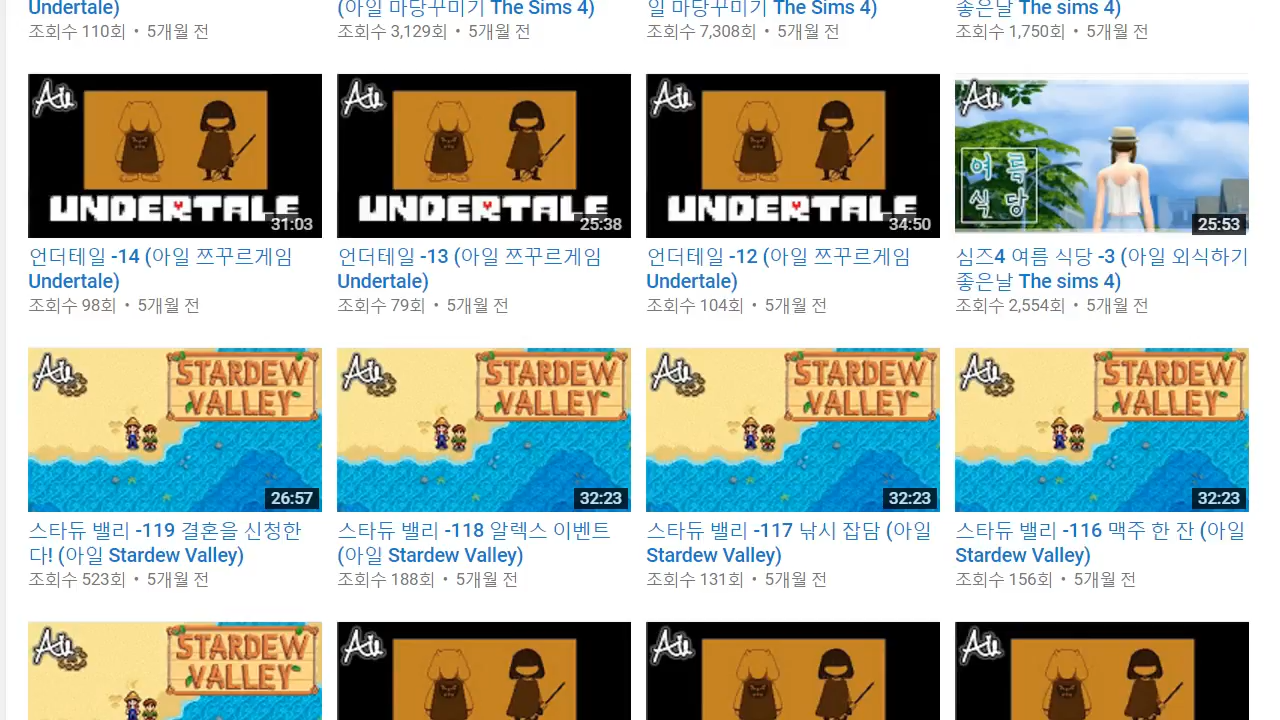 Undertale)
(아일 마당꾸미기 The Sims 4)
일 마당꾸미기 The Sims 4)
좋은날 The sims 4)
조회수 110회 • 5개월 전
조회수 3,129회 • 5개월 전
조회수 7,308회 • 5개월 전
조회수 1,750회 • 5개월 전
UNDERTALE
31:03
UNDERTALE
25:38
UNDERTALE
34:50
여름
식당
25:53
언더테일 -14 (아일 쯔꾸르게임
Undertale)
조회수 98회 • 5개월 전
언더테일 -13 (아일 쯔꾸르게임
Undertale)
조회수 79회 • 5개월 전
언더테일 -12 (아일 쯔꾸르게임
Undertale)
조회수 104회 • 5개월 전
심즈4 여름 식당 -3 (아일 외식하기
좋은날 The sims 4)
조회수 2,554회 • 5개월 전
STARDEW
VALLEY
26:57
STARDEW
VALLEY
32:23
STARDEW
VALLEY
32:23
STARDEW
VALLEY
32:23
스타듀 밸리 -119 결혼을 신청한
다! (아일 Stardew Valley)
조회수 523회 • 5개월 전
스타듀 밸리 -118 알렉스 이벤트
(아일 Stardew Valley)
조회수 188회 • 5개월 전
스타듀 밸리 -117 낚시 잡담 (아일
Stardew Valley)
조회수 131회 • 5개월 전
스타듀 밸리 -116 맥주 한 잔 (아일
Stardew Valley)
조회수 156회 • 5개월 전
STARDEW
VALLEY